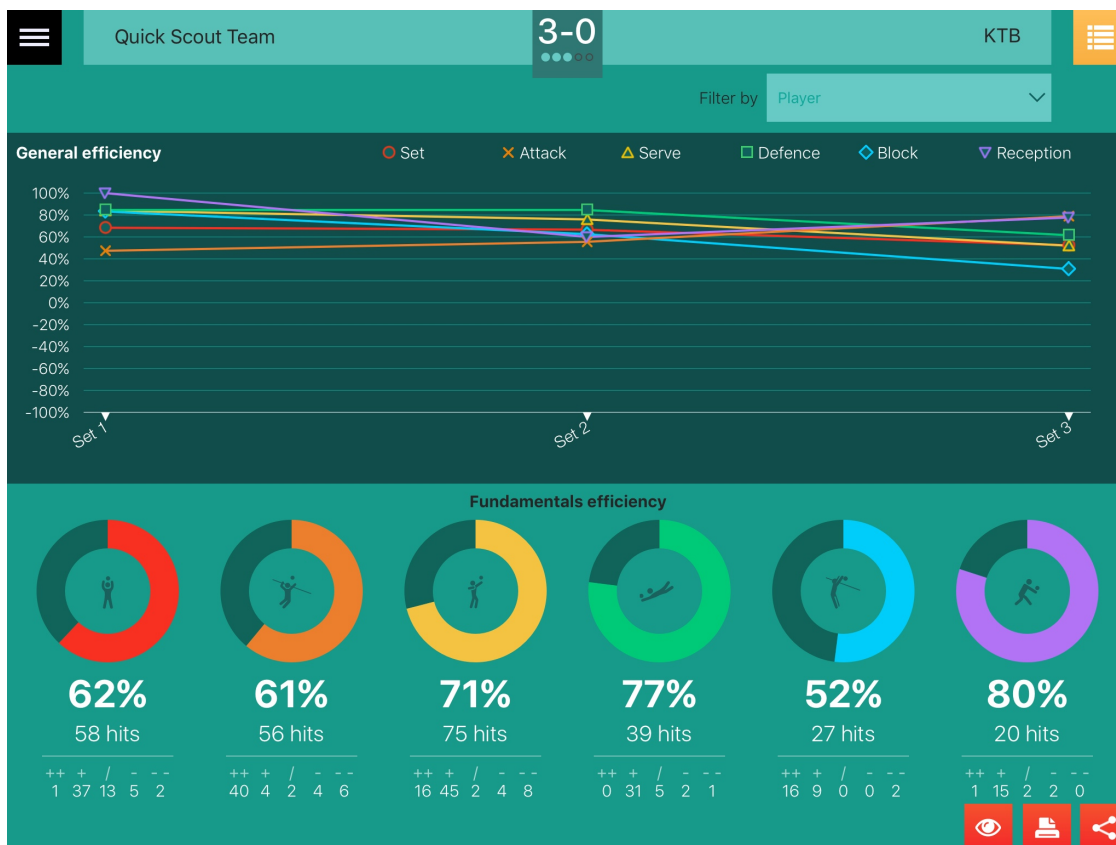 Quick Scout Team 3-0 KTB
Filter by Player
General efficiency Set Attack Serve Defence Block Reception
100%
80%
60%
40%
20%
0%
-20%
-40%
-60%
-80%
-100%
Set 1 Set 2 Set 3
Fundamentals efficiency
62% 61% 71% 77% 52% 80%
58 hits 56 hits 75 hits 39 hits 27 hits 20 hits
++ + / - -- ++ + / - -- ++ + / - -- ++ + / - -- ++ + / - -- ++ + / - --
1 37 13 5 2 40 4 2 4 6 16 45 2 4 8 0 31 5 2 1 16 9 0 0 2 1 15 2 2 0